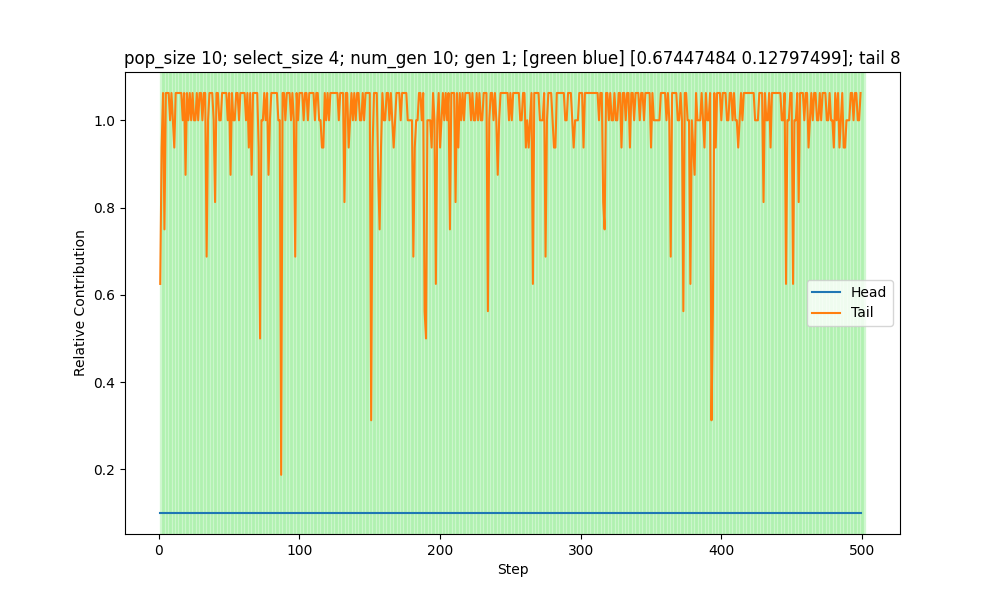 pop_size 10; select_size 4; num_gen 10; gen 1; [green blue] [0.67447484 0.12797499]; tail 8
1.0
0.8
0.6
0.4
0.2
Relative Contribution
Head
Tail
0 100 200 300 400 500
Step